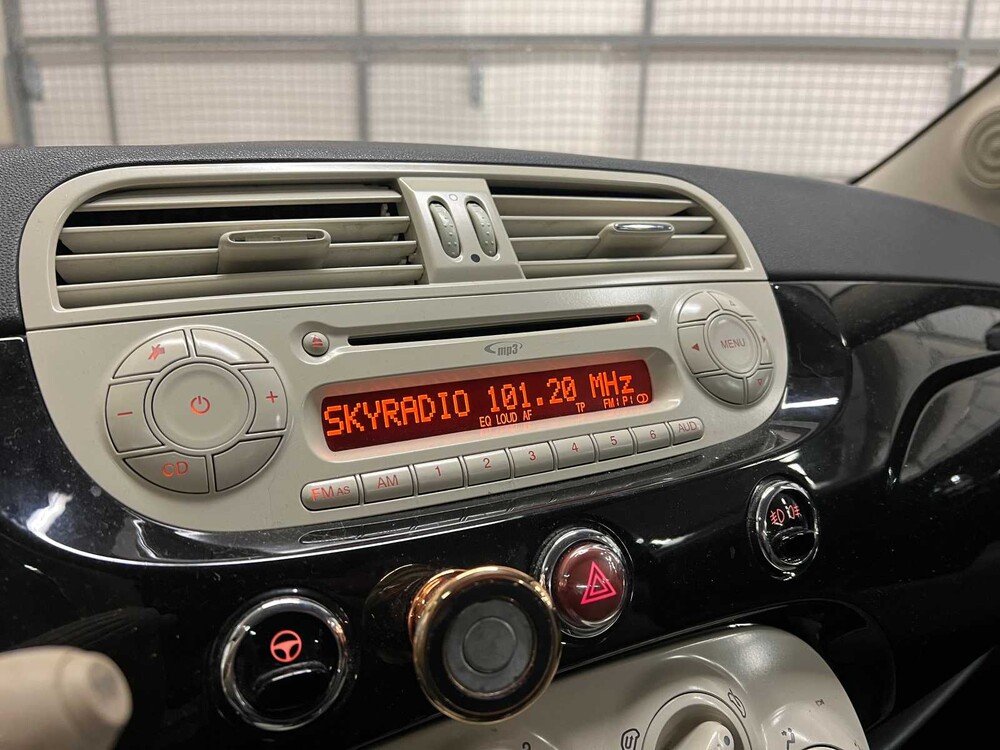 mp3
MENU
SKYRADIO 101.20 MHz
EQ LOUD AF TP FM
− +
CD
FM AS AM 1 2 3 4 5 6 AUD